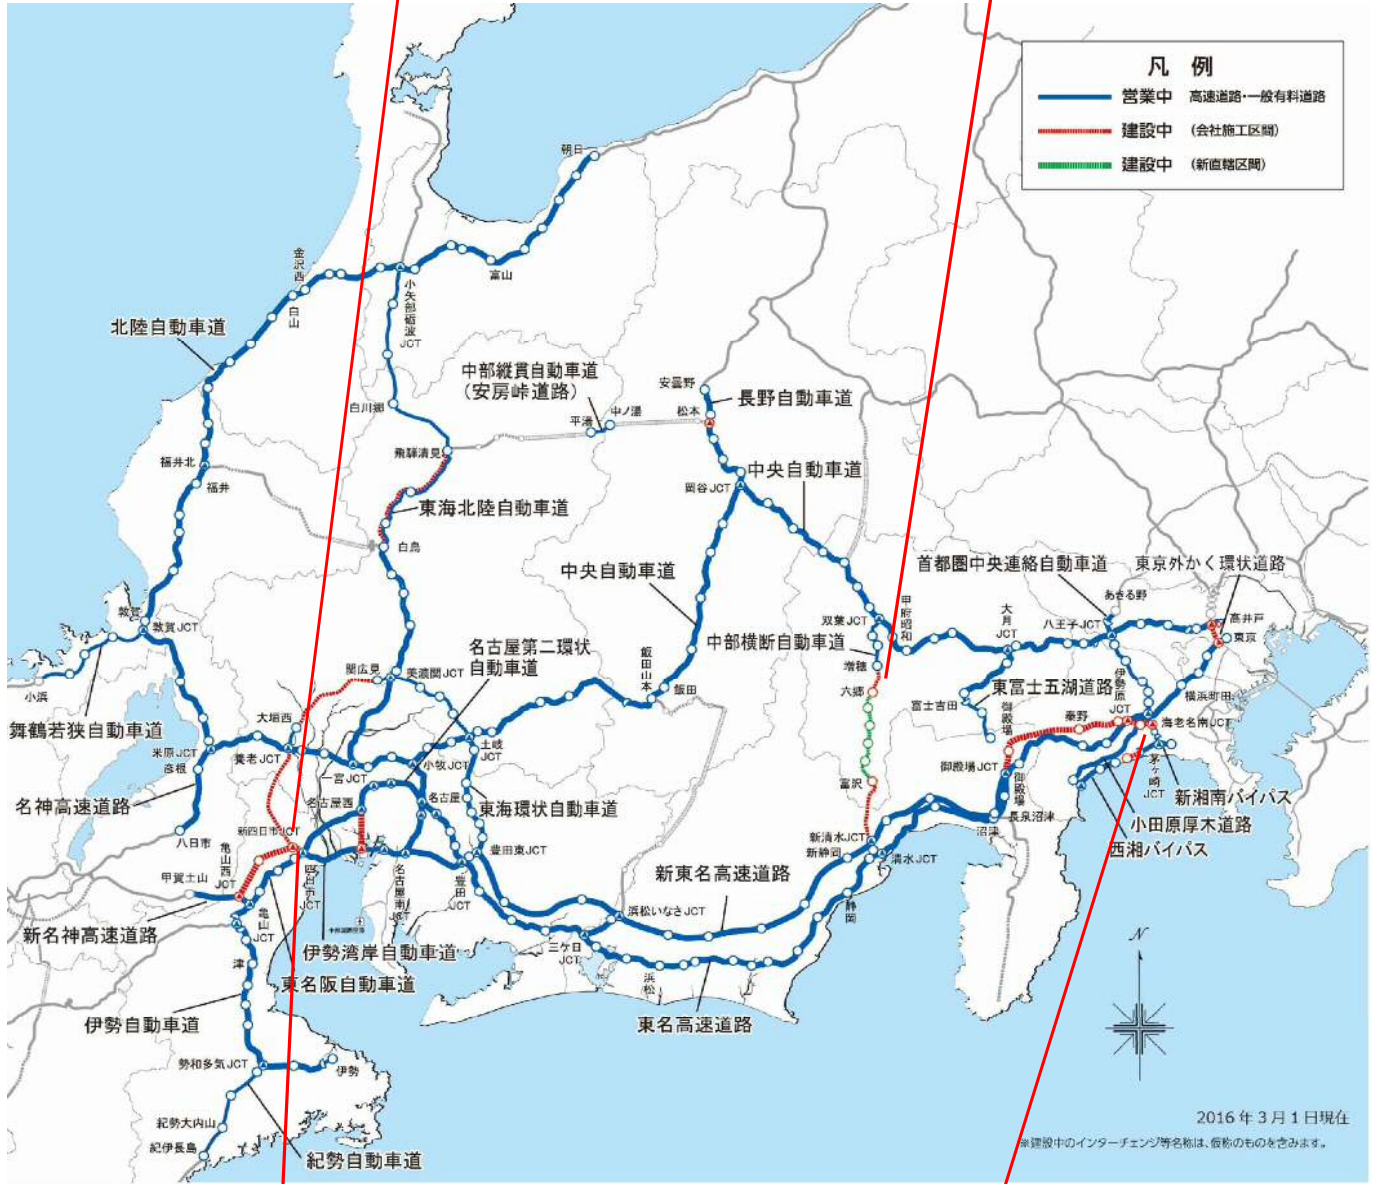 凡 例
営業中 高速道路・一般有料道路
建設中 (会社施工区間)
建設中 (新直轄区間)
朝日
金沢西
白山
小矢部砺波JCT
富山
北陸自動車道
中部縦貫自動車道
(安房峠道路)
安曇野
長野自動車道
松本
平湯
中ノ湯
白川郷
飛騨清見
福井北
福井
中央自動車道
岡谷JCT
東海北陸自動車道
白鳥
中央自動車道
首都圏中央連絡自動車道
東京外かく環状道路
あきる野
高井戸
東京
敦賀
敦賀JCT
双葉JCT
甲府昭和
大月JCT
八王子JCT
中部横断自動車道
名古屋第二環状
自動車道
関広見
美濃関JCT
飯田山本
飯田
増穂
六郷
東富士五湖道路
富士吉田
伊勢原JCT
横浜町田
小浜
舞鶴若狭自動車道
大垣西
御殿場
秦野
海老名南JCT
米原JCT
彦根
養老JCT
一宮JCT
小牧JCT
土岐JCT
御殿場JCT
御殿場
茅ヶ崎JCT
富沢
新湘南バイパス
名神高速道路
名古屋西
名古屋
東海環状自動車道
長泉沼津
沼津
小田原厚木道路
西湘バイパス
八日市
新四日市JCT
亀山西JCT
豊田東JCT
新清水JCT
新静岡
清水JCT
甲賀土山
四日市JCT
名古屋南JCT
豊田JCT
新東名高速道路
静岡
新名神高速道路
亀山JCT
浜松いなさJCT
伊勢湾岸自動車道
三ケ日JCT
津
東名阪自動車道
浜松
東名高速道路
伊勢自動車道
勢和多気JCT
伊勢
紀勢大内山
紀伊長島
紀勢自動車道
N
2016年3月1日現在
※建設中のインターチェンジ等名称は、仮称のものを含みます。